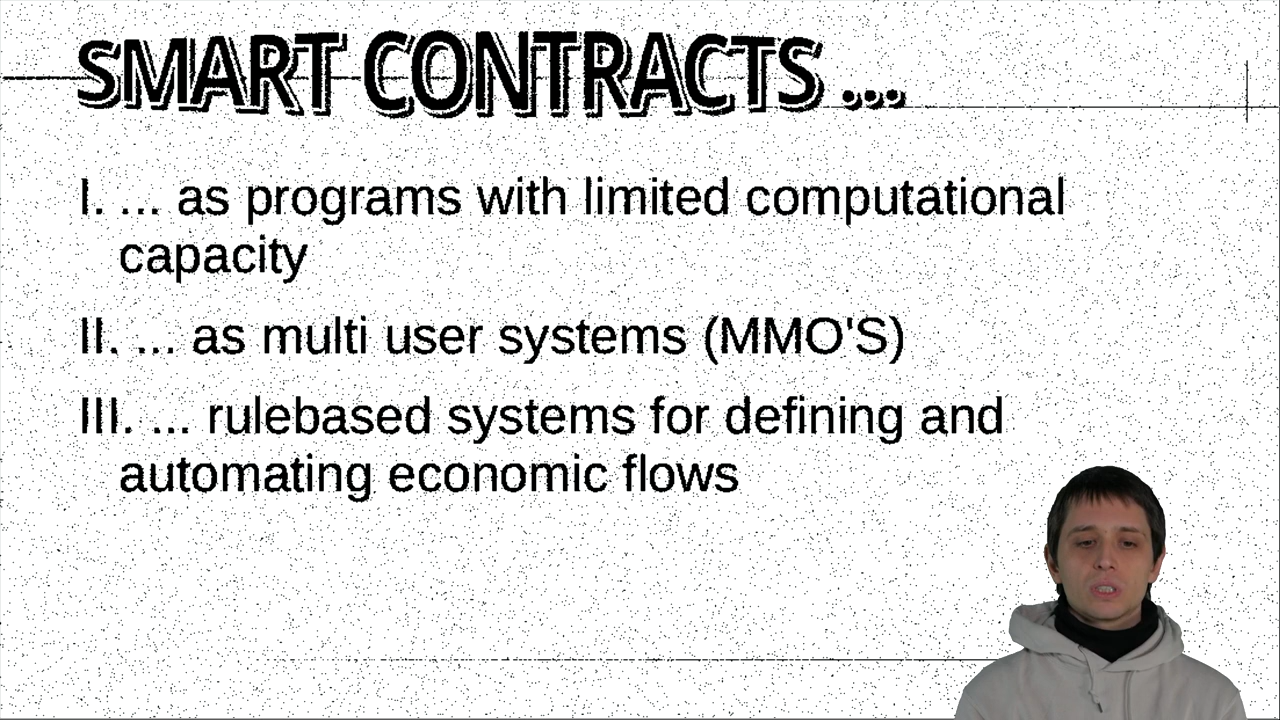 SMART CONTRACTS ...
I. ... as programs with limited computational
capacity
II. ... as multi user systems (MMO'S)
III. ... rulebased systems for defining and
automating economic flows